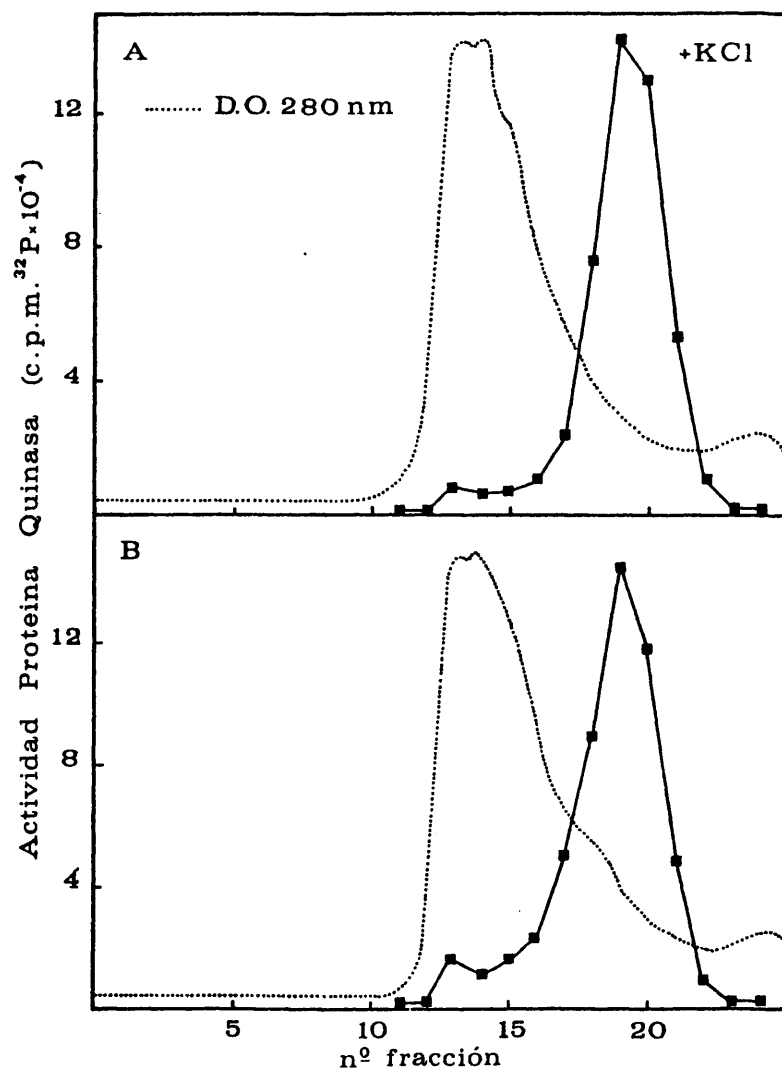 A
+KCl
D.O. 280 nm
12
8
4
B
12
8
4
5
10
15
20
nº fracción
Actividad Proteina Quinasa (c.p.m. ³²P×10⁻⁴)